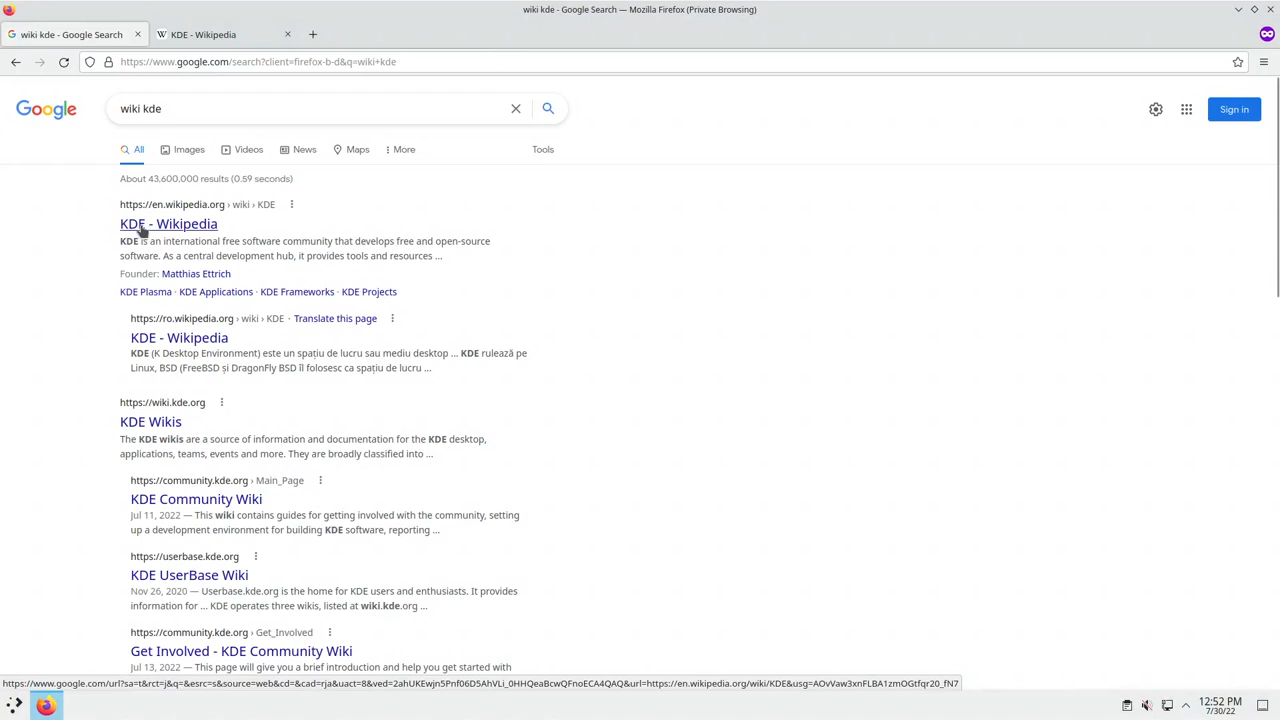 wiki kde - Google Search — Mozilla Firefox (Private Browsing)
wiki kde - Google Search
KDE - Wikipedia
https://www.google.com/search?client=firefox-b-d&q=wiki+kde
Google
wiki kde
Sign in
All Images Videos News Maps More Tools
About 43,600,000 results (0.59 seconds)
https://en.wikipedia.org › wiki › KDE
KDE - Wikipedia
KDE is an international free software community that develops free and open-source
software. As a central development hub, it provides tools and resources ...
Founder: Matthias Ettrich
KDE Plasma · KDE Applications · KDE Frameworks · KDE Projects
https://ro.wikipedia.org › wiki › KDE · Translate this page
KDE - Wikipedia
KDE (K Desktop Environment) este un spațiu de lucru sau mediu desktop ... KDE rulează pe
Linux, BSD (FreeBSD și DragonFly BSD îl folosesc ca spațiu de lucru ...
https://wiki.kde.org
KDE Wikis
The KDE wikis are a source of information and documentation for the KDE desktop,
applications, teams, events and more. They are broadly classified into ...
https://community.kde.org › Main_Page
KDE Community Wiki
Jul 11, 2022 — This wiki contains guides for getting involved with the community, setting
up a development environment for building KDE software, reporting ...
https://userbase.kde.org
KDE UserBase Wiki
Nov 26, 2020 — Userbase.kde.org is the home for KDE users and enthusiasts. It provides
information for ... KDE operates three wikis, listed at wiki.kde.org ...
https://community.kde.org › Get_Involved
Get Involved - KDE Community Wiki
Jul 13, 2022 — This page will give you a brief introduction and help you get started with
https://www.google.com/url?sa=t&rct=j&q=&esrc=s&source=web&cd=&cad=rja&uact=8&ved=2ahUKEwjn5Pnf06D5AhVLi_0HHQeaBcwQFnoECA4QAQ&url=https://en.wikipedia.org/wiki/KDE&usg=AOvVaw3xnFLBA1zmOGtfqr20_fN7
12:52 PM
7/30/22